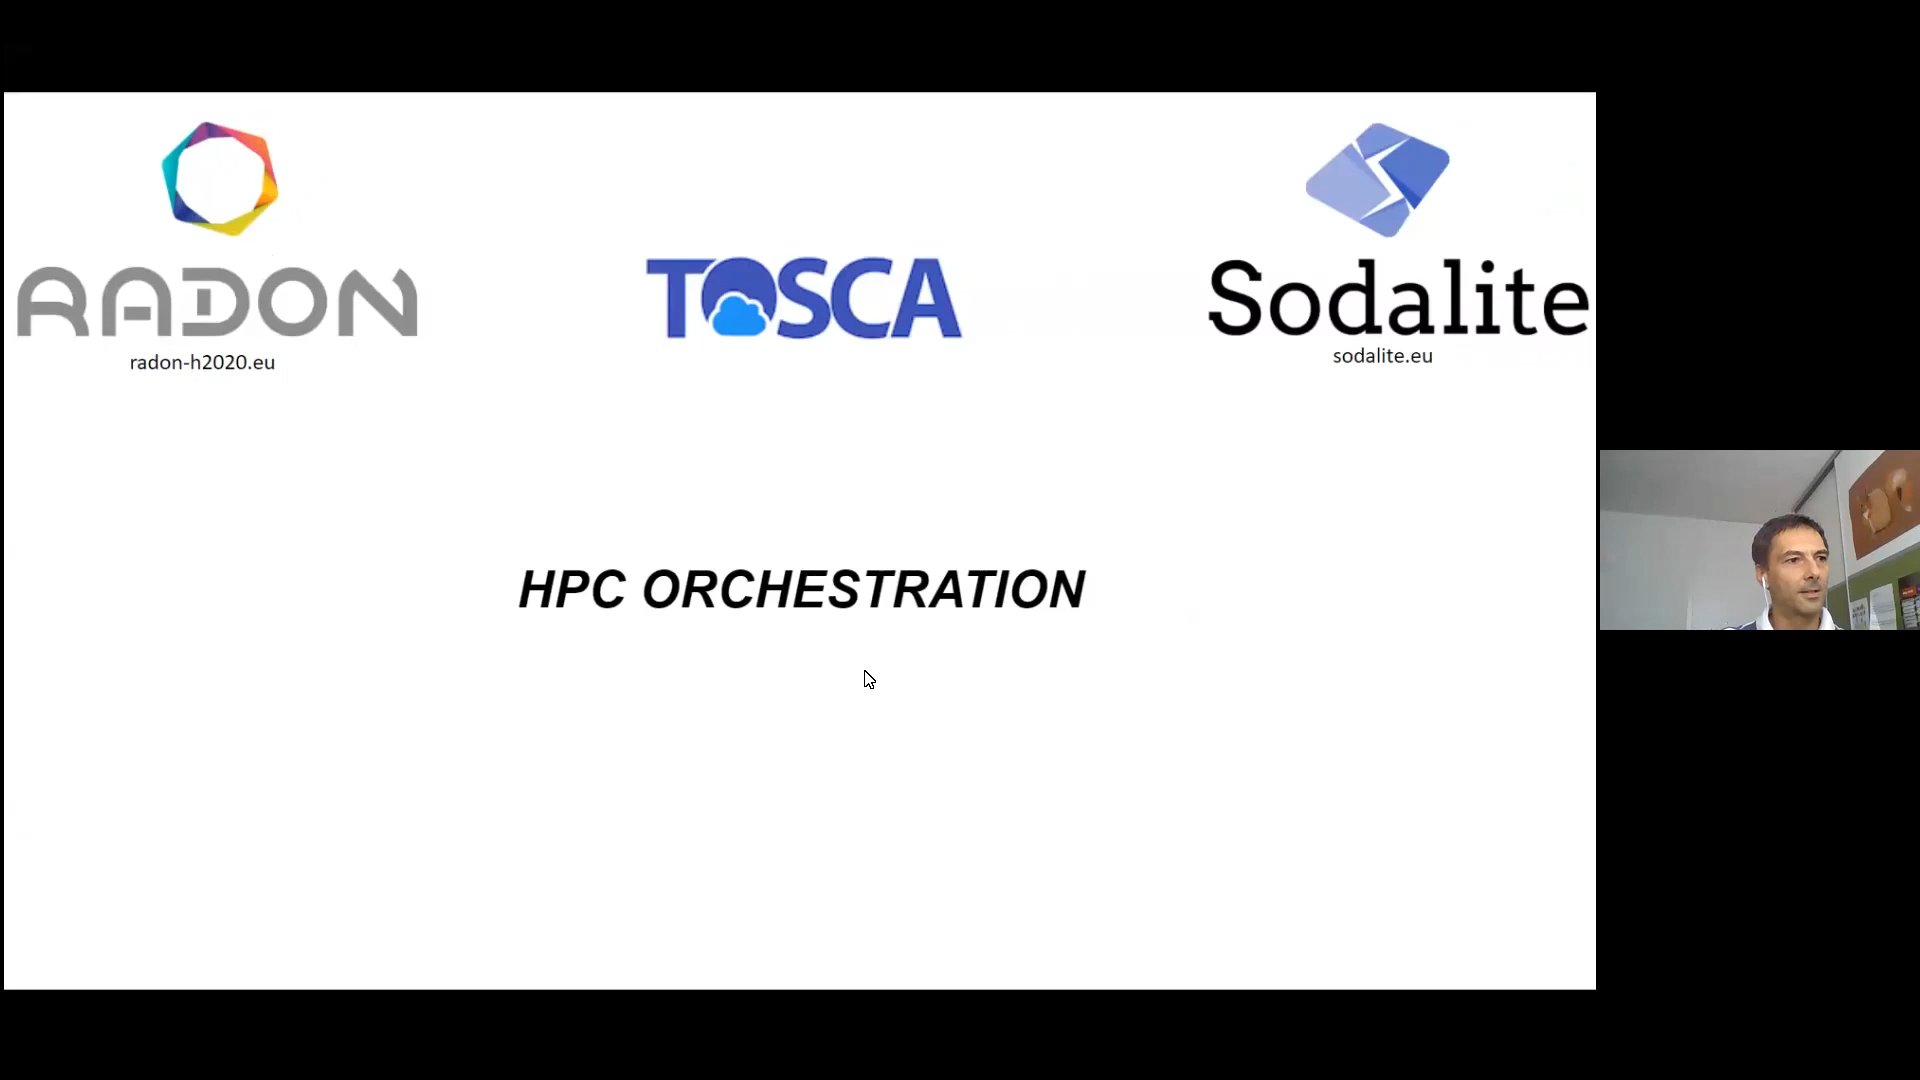 RADON
radon-h2020.eu
TOSCA
Sodalite
sodalite.eu
HPC ORCHESTRATION